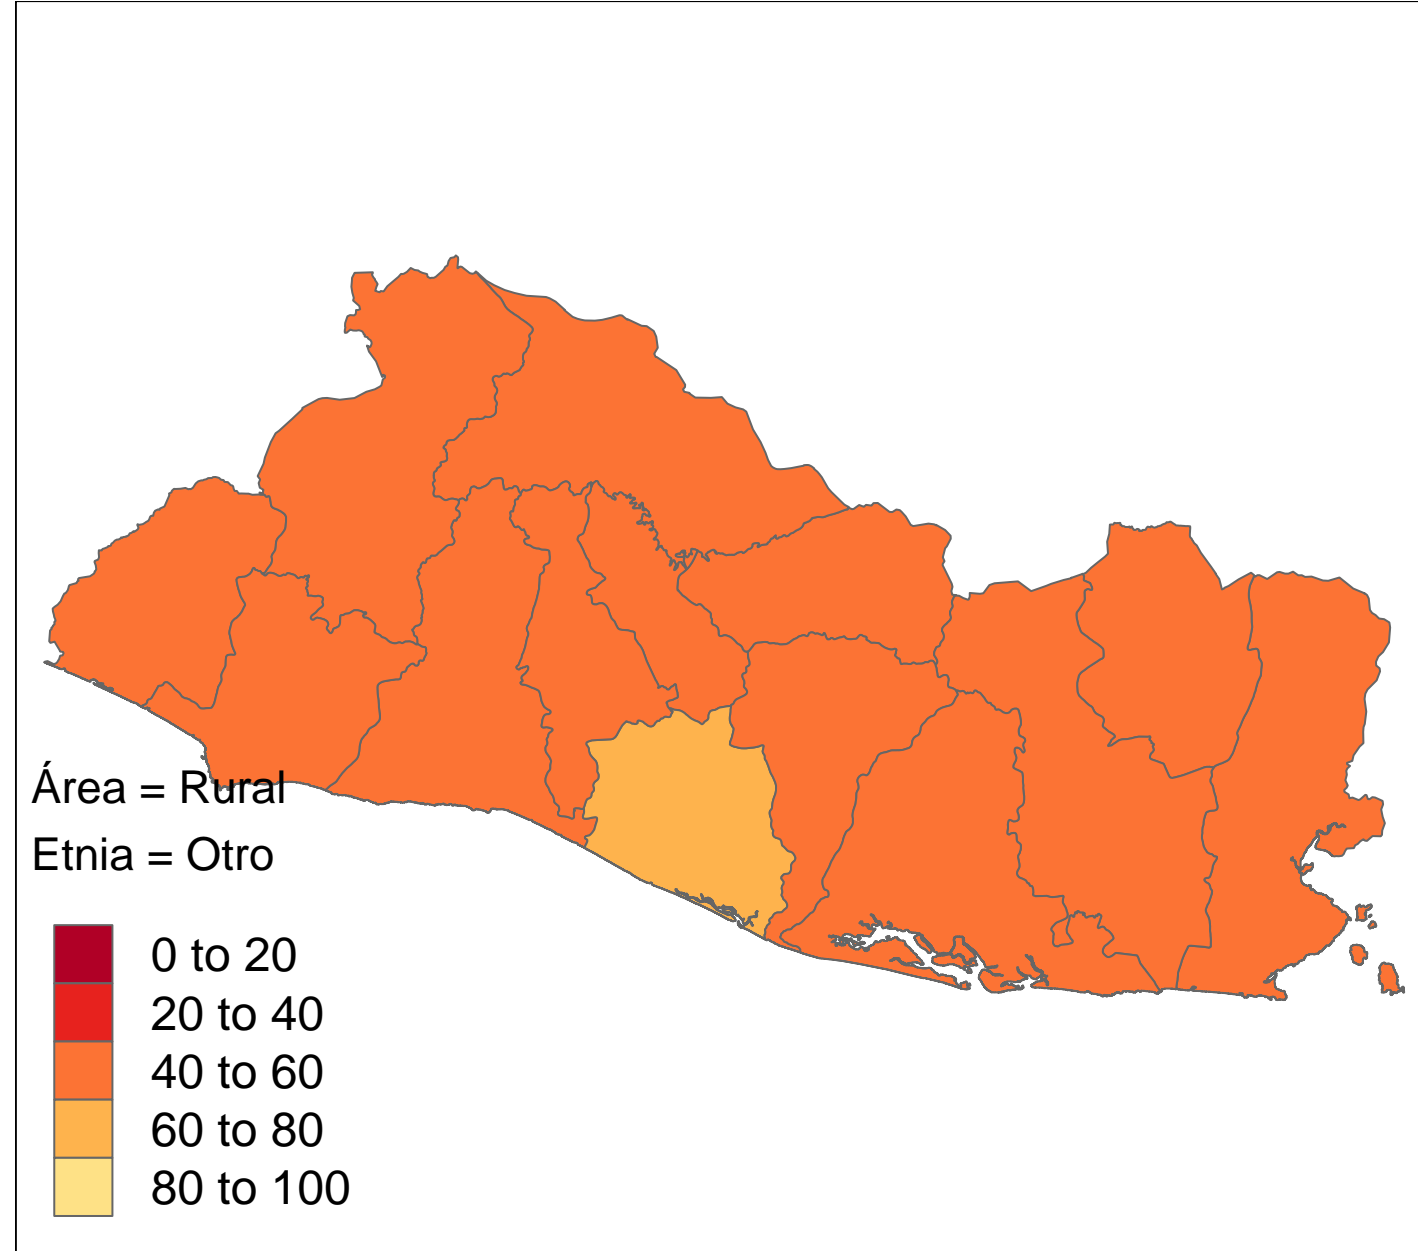 Área = Rural
Etnia = Otro
0 to 20
20 to 40
40 to 60
60 to 80
80 to 100